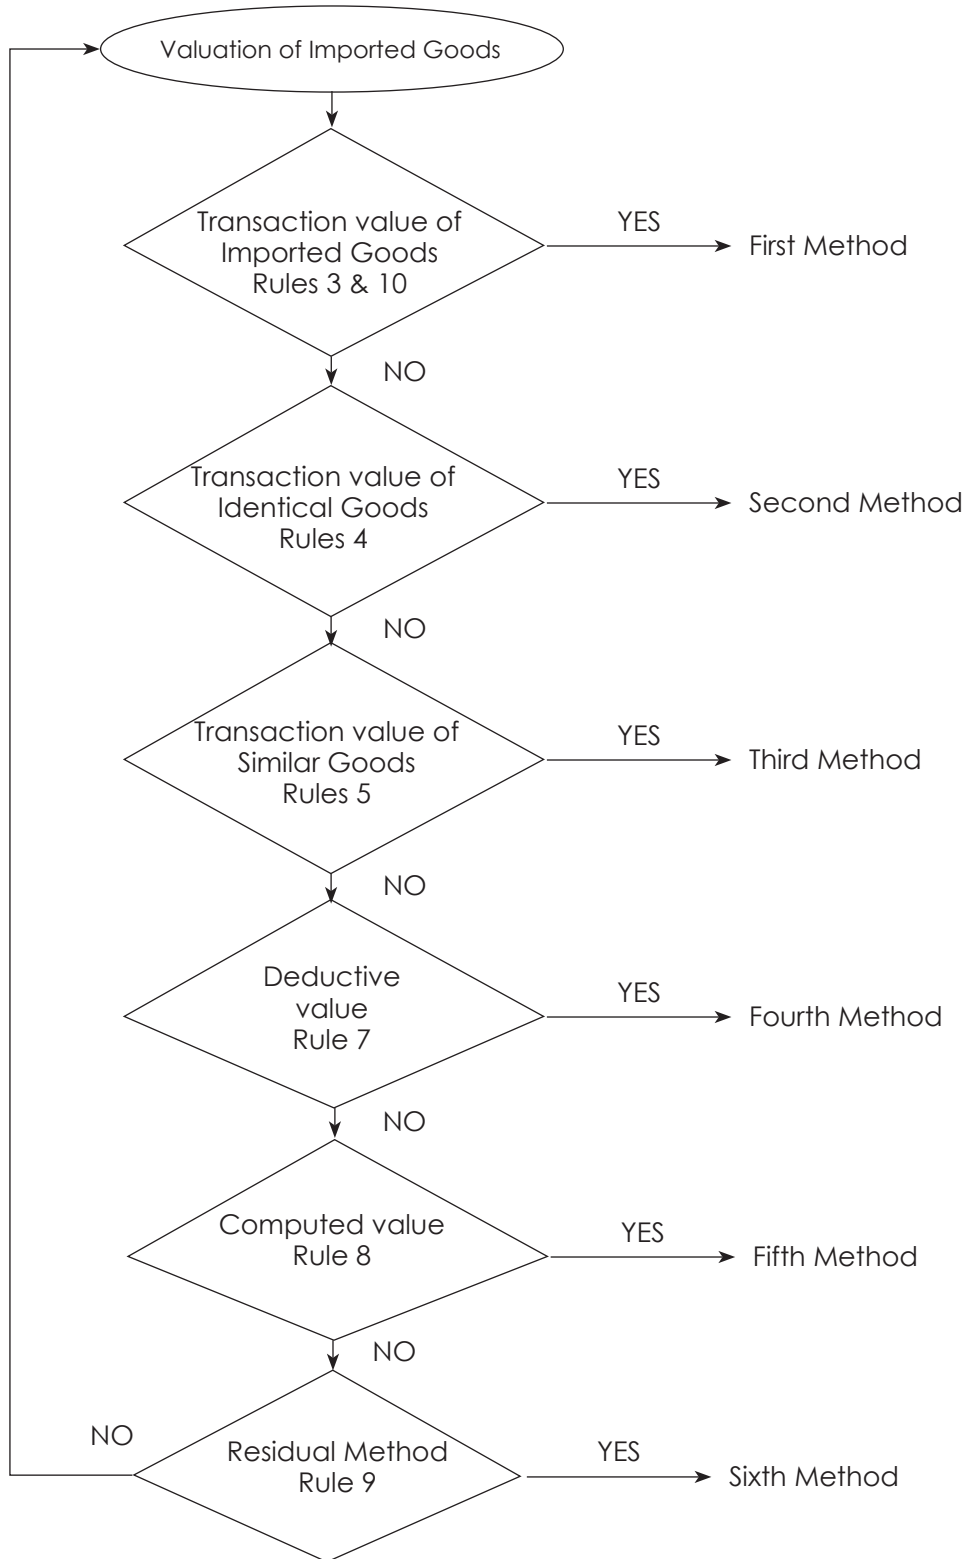 Valuation of Imported Goods
Transaction value of
Imported Goods
Rules 3 & 10
YES
First Method
NO
Transaction value of
Identical Goods
Rules 4
YES
Second Method
NO
Transaction value of
Similar Goods
Rules 5
YES
Third Method
NO
Deductive
value
Rule 7
YES
Fourth Method
NO
Computed value
Rule 8
YES
Fifth Method
NO
NO
Residual Method
Rule 9
YES
Sixth Method